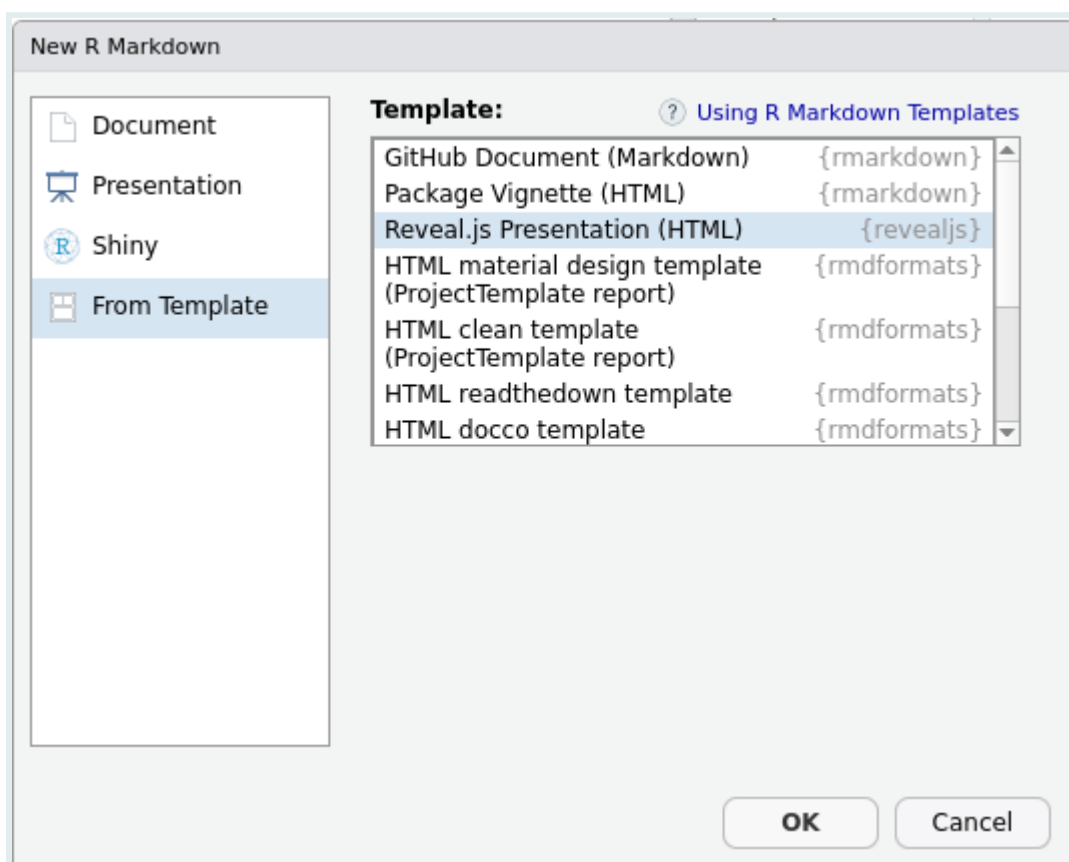 New R Markdown
Document
Presentation
R Shiny
From Template
Template:
? Using R Markdown Templates
GitHub Document (Markdown) {rmarkdown}
Package Vignette (HTML) {rmarkdown}
Reveal.js Presentation (HTML) {revealjs}
HTML material design template {rmdformats}
(ProjectTemplate report)
HTML clean template {rmdformats}
(ProjectTemplate report)
HTML readthedown template {rmdformats}
HTML docco template {rmdformats}
OK Cancel